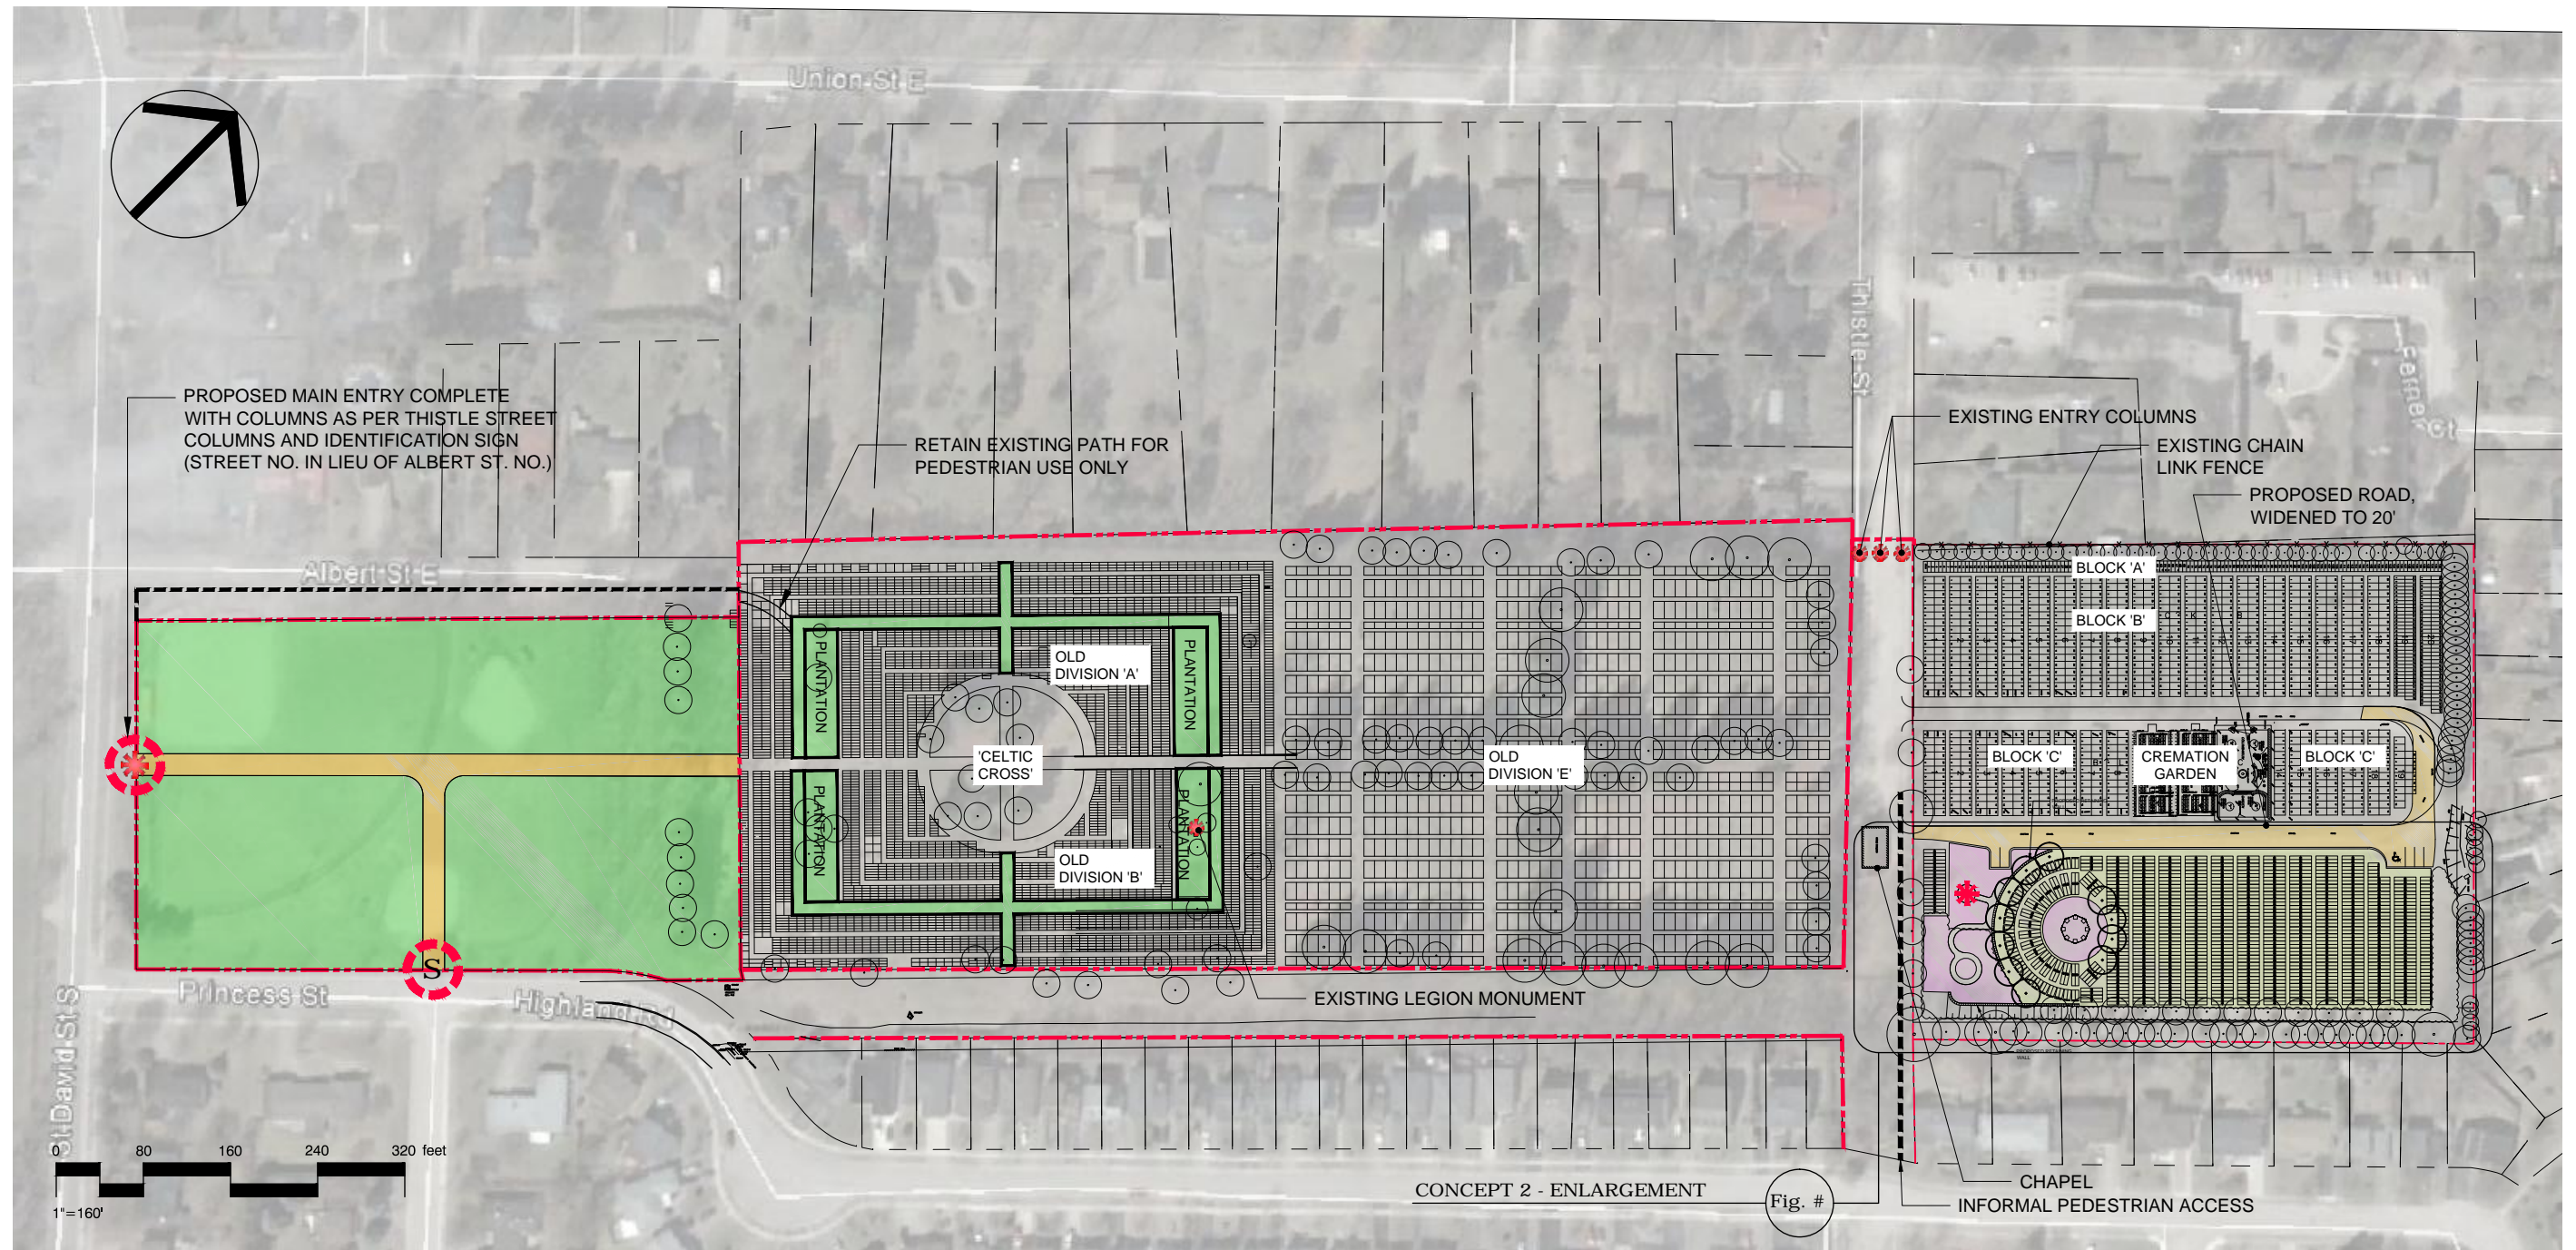 Union St E
Thistle St
Ferrier Ct
PROPOSED MAIN ENTRY COMPLETE
WITH COLUMNS AS PER THISTLE STREET
COLUMNS AND IDENTIFICATION SIGN
(STREET NO. IN LIEU OF ALBERT ST. NO.)
RETAIN EXISTING PATH FOR
PEDESTRIAN USE ONLY
EXISTING ENTRY COLUMNS
EXISTING CHAIN
LINK FENCE
PROPOSED ROAD,
WIDENED TO 20'
Albert St E
BLOCK 'A'
BLOCK 'B'
PLANTATION
OLD
DIVISION 'A'
PLANTATION
'CELTIC
CROSS'
OLD
DIVISION 'E'
BLOCK 'C'
CREMATION
GARDEN
BLOCK 'C'
PLANTATION
OLD
DIVISION 'B'
PLANTATION
S
Princess St
Highland Rd
EXISTING LEGION MONUMENT
St David St S
0 80 160 240 320 feet
1"=160'
CONCEPT 2 - ENLARGEMENT
Fig. #
CHAPEL
INFORMAL PEDESTRIAN ACCESS